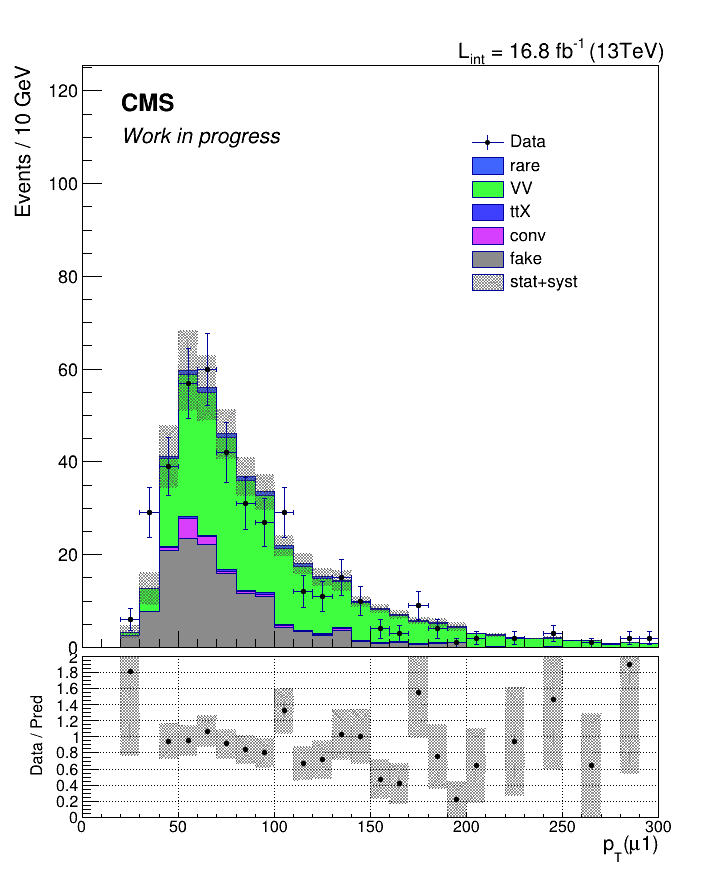 L_int = 16.8 fb^-1 (13TeV)
Events / 10 GeV
CMS
Work in progress
Data
rare
VV
ttX
conv
fake
stat+syst
120
100
80
60
40
20
0
Data / Pred
2
1.8
1.6
1.4
1.2
1
0.8
0.6
0.4
0.2
0
0 50 100 150 200 250 300
p_T(μ1)